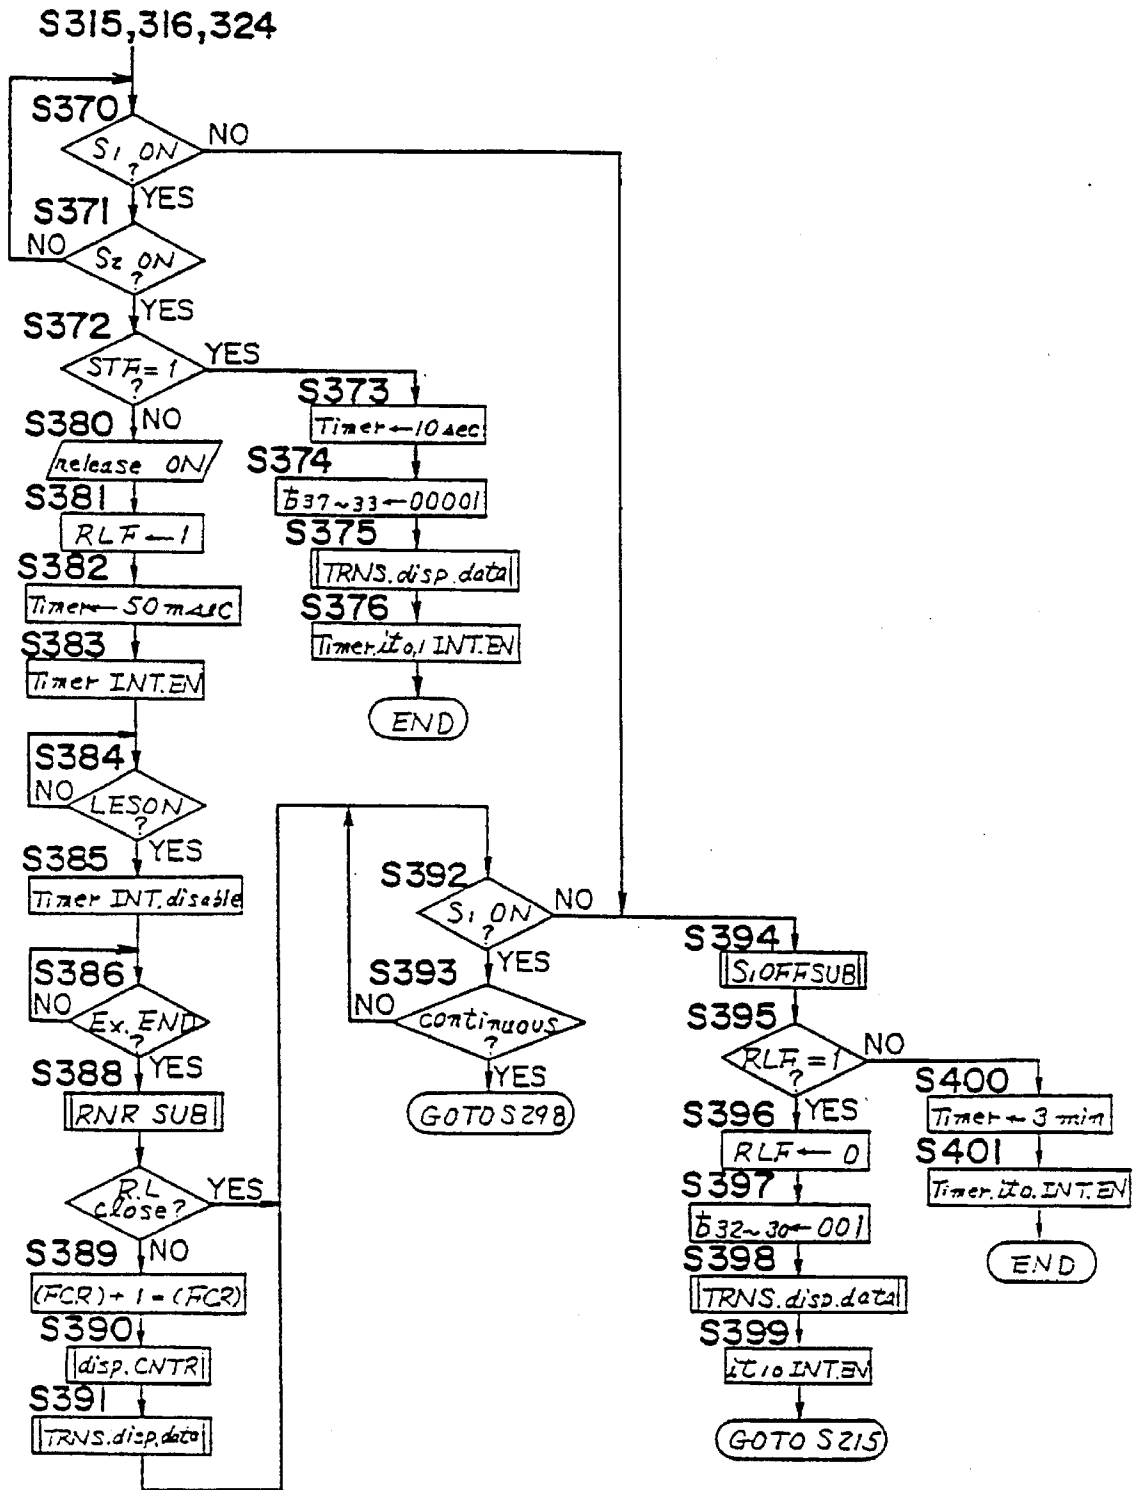 S315,316,324
S370
S1 ON
?
NO
YES
S371
NO
S2 ON
?
YES
S372
STF=1
?
YES
NO
S373
Timer←10 sec
S374
b37~33←00001
S375
TRNS.disp.data
S376
Timer.it0,1 INT.EN
END
S380
release ON
S381
RLF←1
S382
Timer←50 msec
S383
Timer INT.EN
S384
NO
LESON
?
YES
S385
Timer INT.disable
S386
NO
Ex.END
?
YES
S388
RNR SUB
R.L
close?
YES
NO
S389
(FCR)+1=(FCR)
S390
disp.CNTR
S391
TRNS.disp.data
S392
S1 ON
?
NO
YES
S393
NO
continuous
?
YES
GOTO S298
S394
S1OFFSUB
S395
RLF=1
?
NO
YES
S396
RLF←0
S397
b32~30←001
S398
TRNS.disp.data
S399
it10 INT.EN
GOTO S215
S400
Timer←3 min
S401
Timer.it0.INT.EN
END